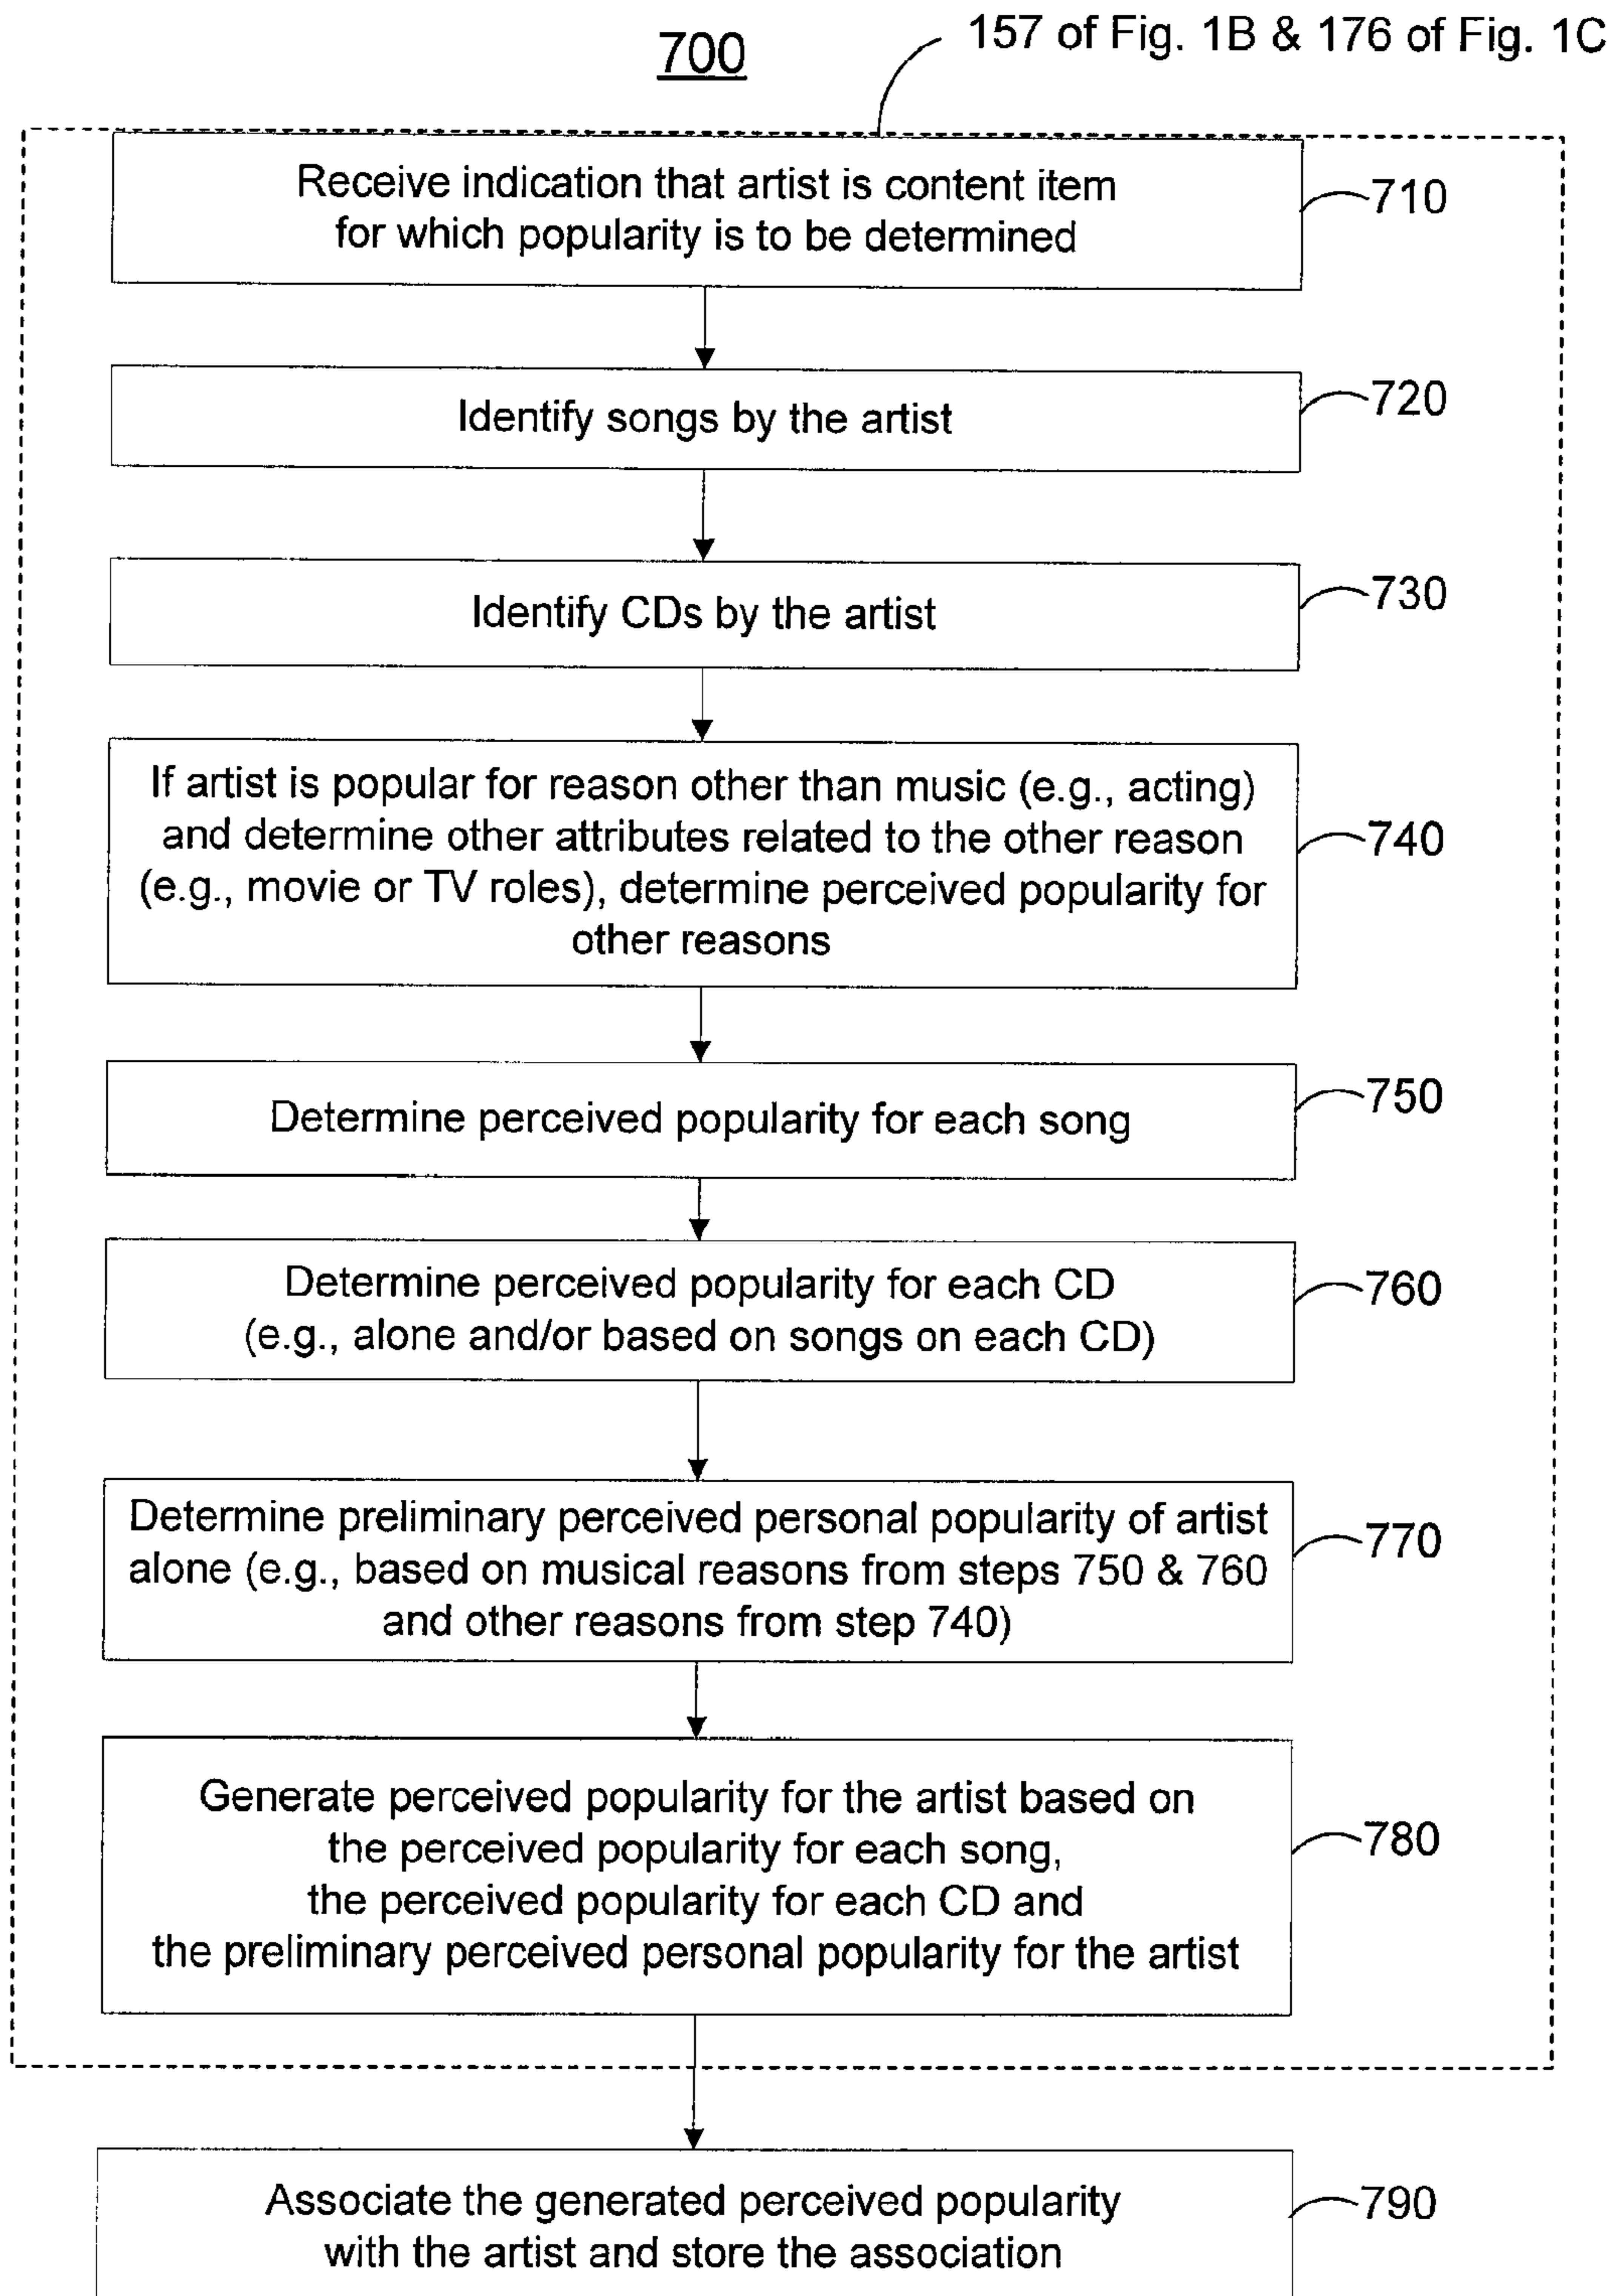 157 of Fig. 1B & 176 of Fig. 1C
700
Receive indication that artist is content item
for which popularity is to be determined
710
Identify songs by the artist
720
Identify CDs by the artist
730
If artist is popular for reason other than music (e.g., acting)
and determine other attributes related to the other reason
(e.g., movie or TV roles), determine perceived popularity for
other reasons
740
Determine perceived popularity for each song
750
Determine perceived popularity for each CD
(e.g., alone and/or based on songs on each CD)
760
Determine preliminary perceived personal popularity of artist
alone (e.g., based on musical reasons from steps 750 & 760
and other reasons from step 740)
770
Generate perceived popularity for the artist based on
the perceived popularity for each song,
the perceived popularity for each CD and
the preliminary perceived personal popularity for the artist
780
Associate the generated perceived popularity
with the artist and store the association
790